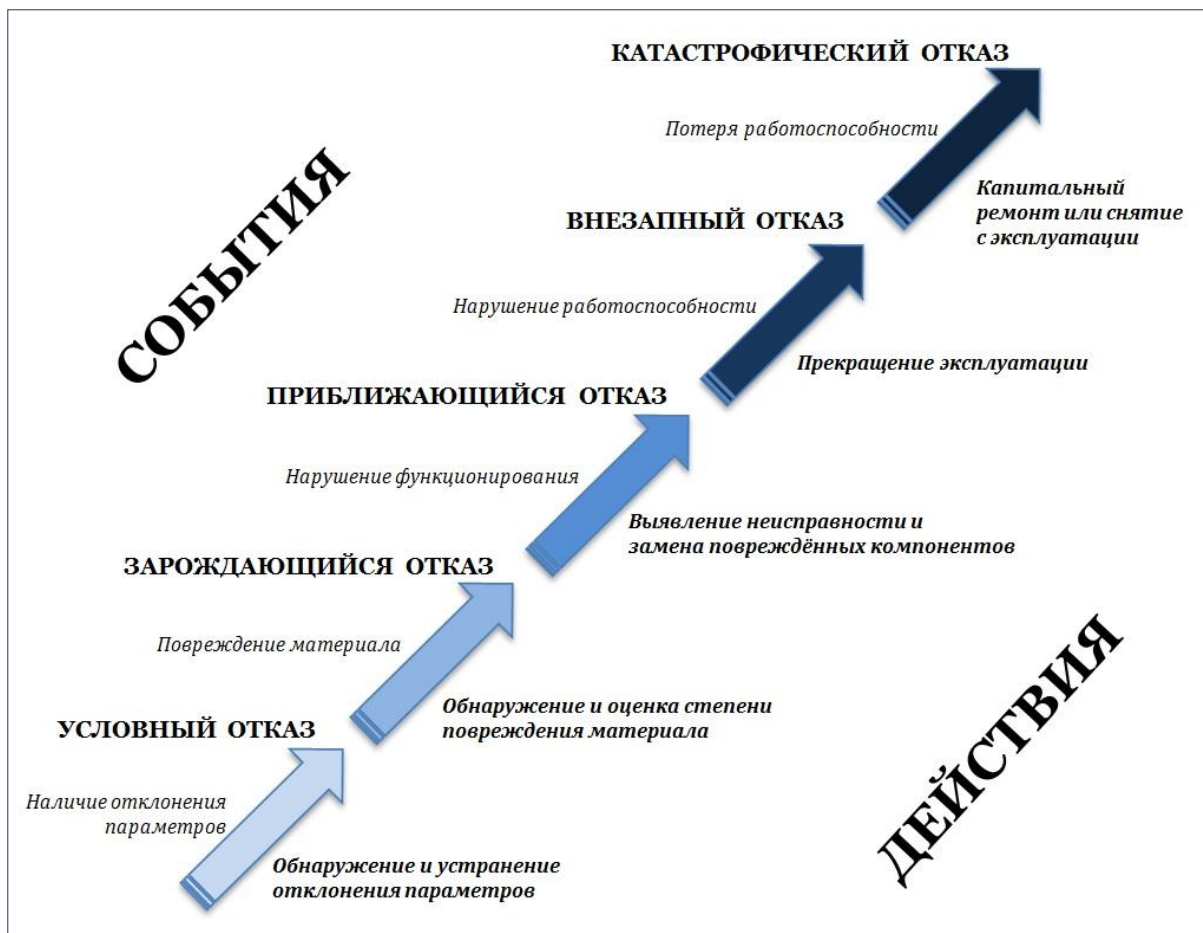 КАТАСТРОФИЧЕСКИЙ ОТКАЗ
Потеря работоспособности
Капитальный
ремонт или снятие
с эксплуатации
СОБЫТИЯ
ВНЕЗАПНЫЙ ОТКАЗ
Нарушение работоспособности
Прекращение эксплуатации
ПРИБЛИЖАЮЩИЙСЯ ОТКАЗ
Нарушение функционирования
Выявление неисправности и
замена повреждённых компонентов
ЗАРОЖДАЮЩИЙСЯ ОТКАЗ
Повреждение материала
Обнаружение и оценка степени
повреждения материала
ДЕЙСТВИЯ
УСЛОВНЫЙ ОТКАЗ
Наличие отклонения
параметров
Обнаружение и устранение
отклонения параметров